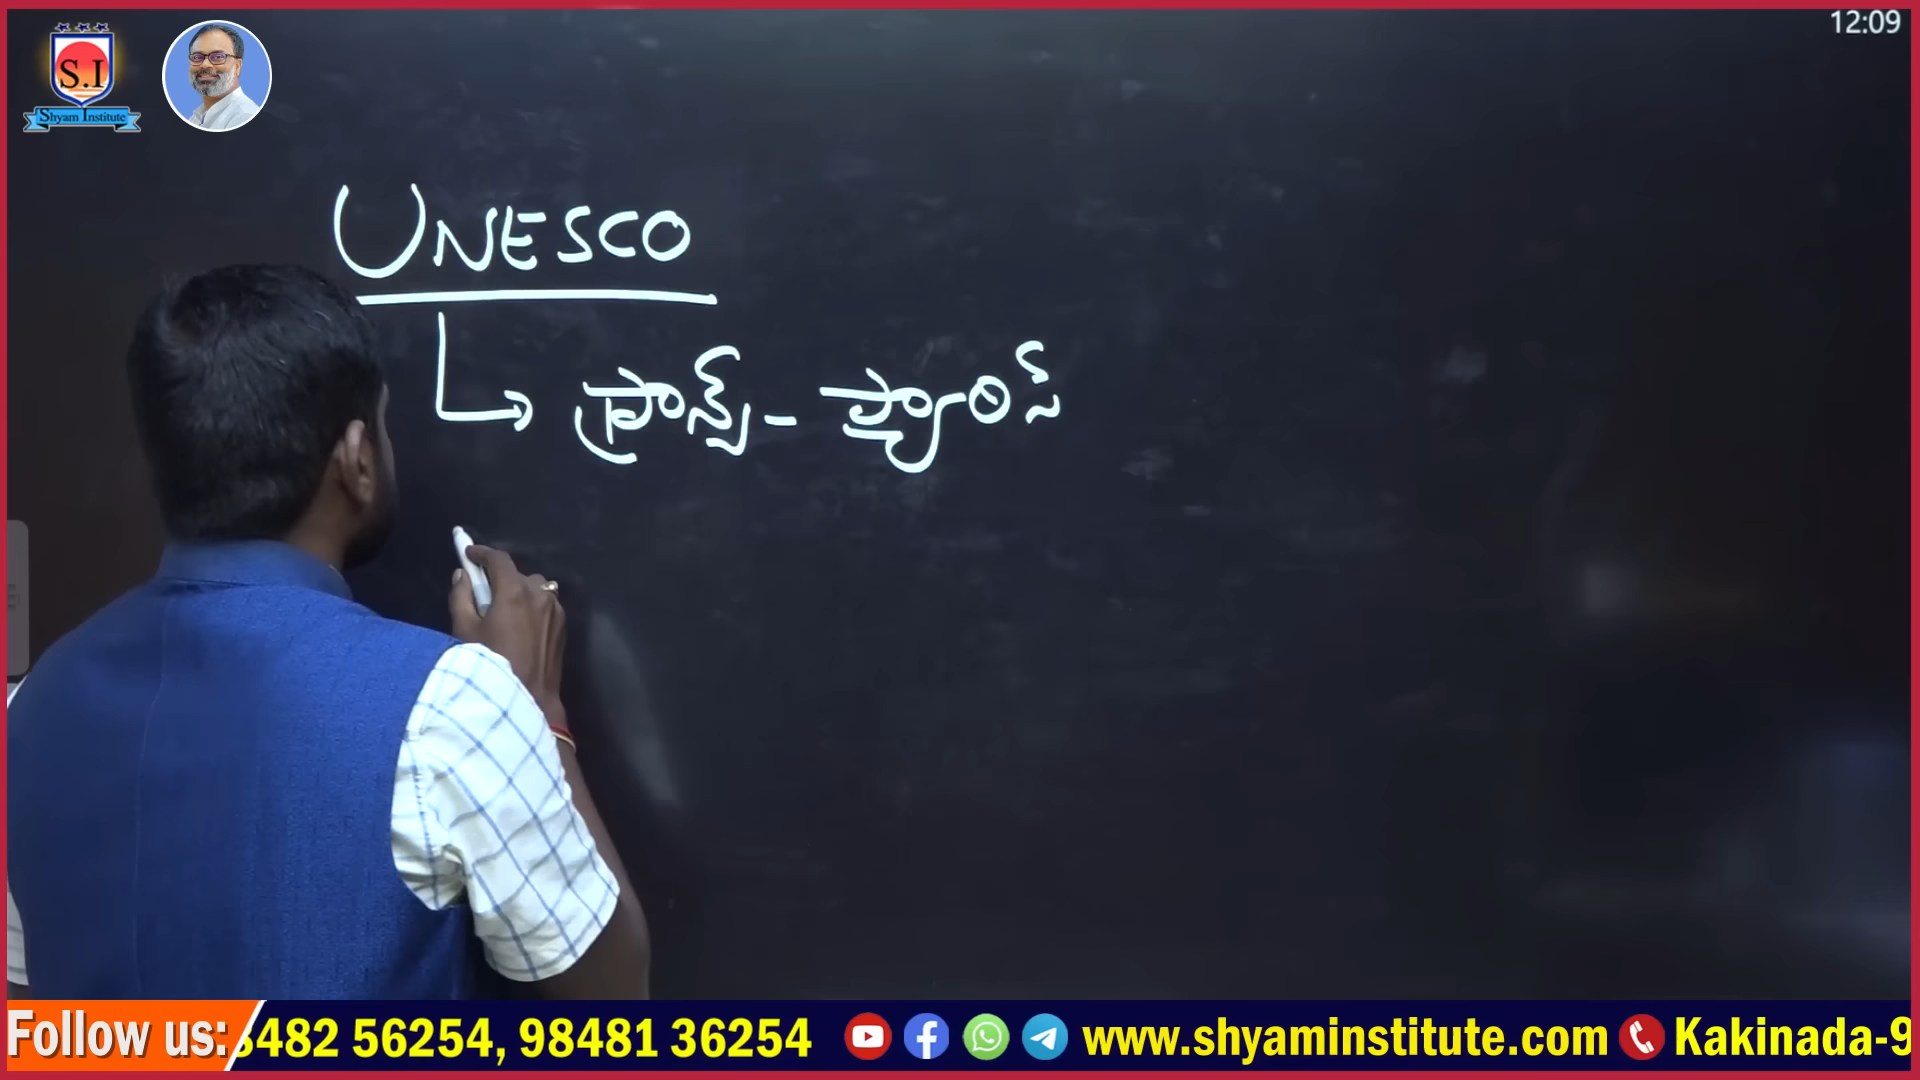 12:09
S.I
Shyam Institute
UNESCO
ఫ్రాన్స్ - ప్యారిస్
Follow us:
482 56254, 98481 36254
www.shyaminstitute.com
Kakinada-9